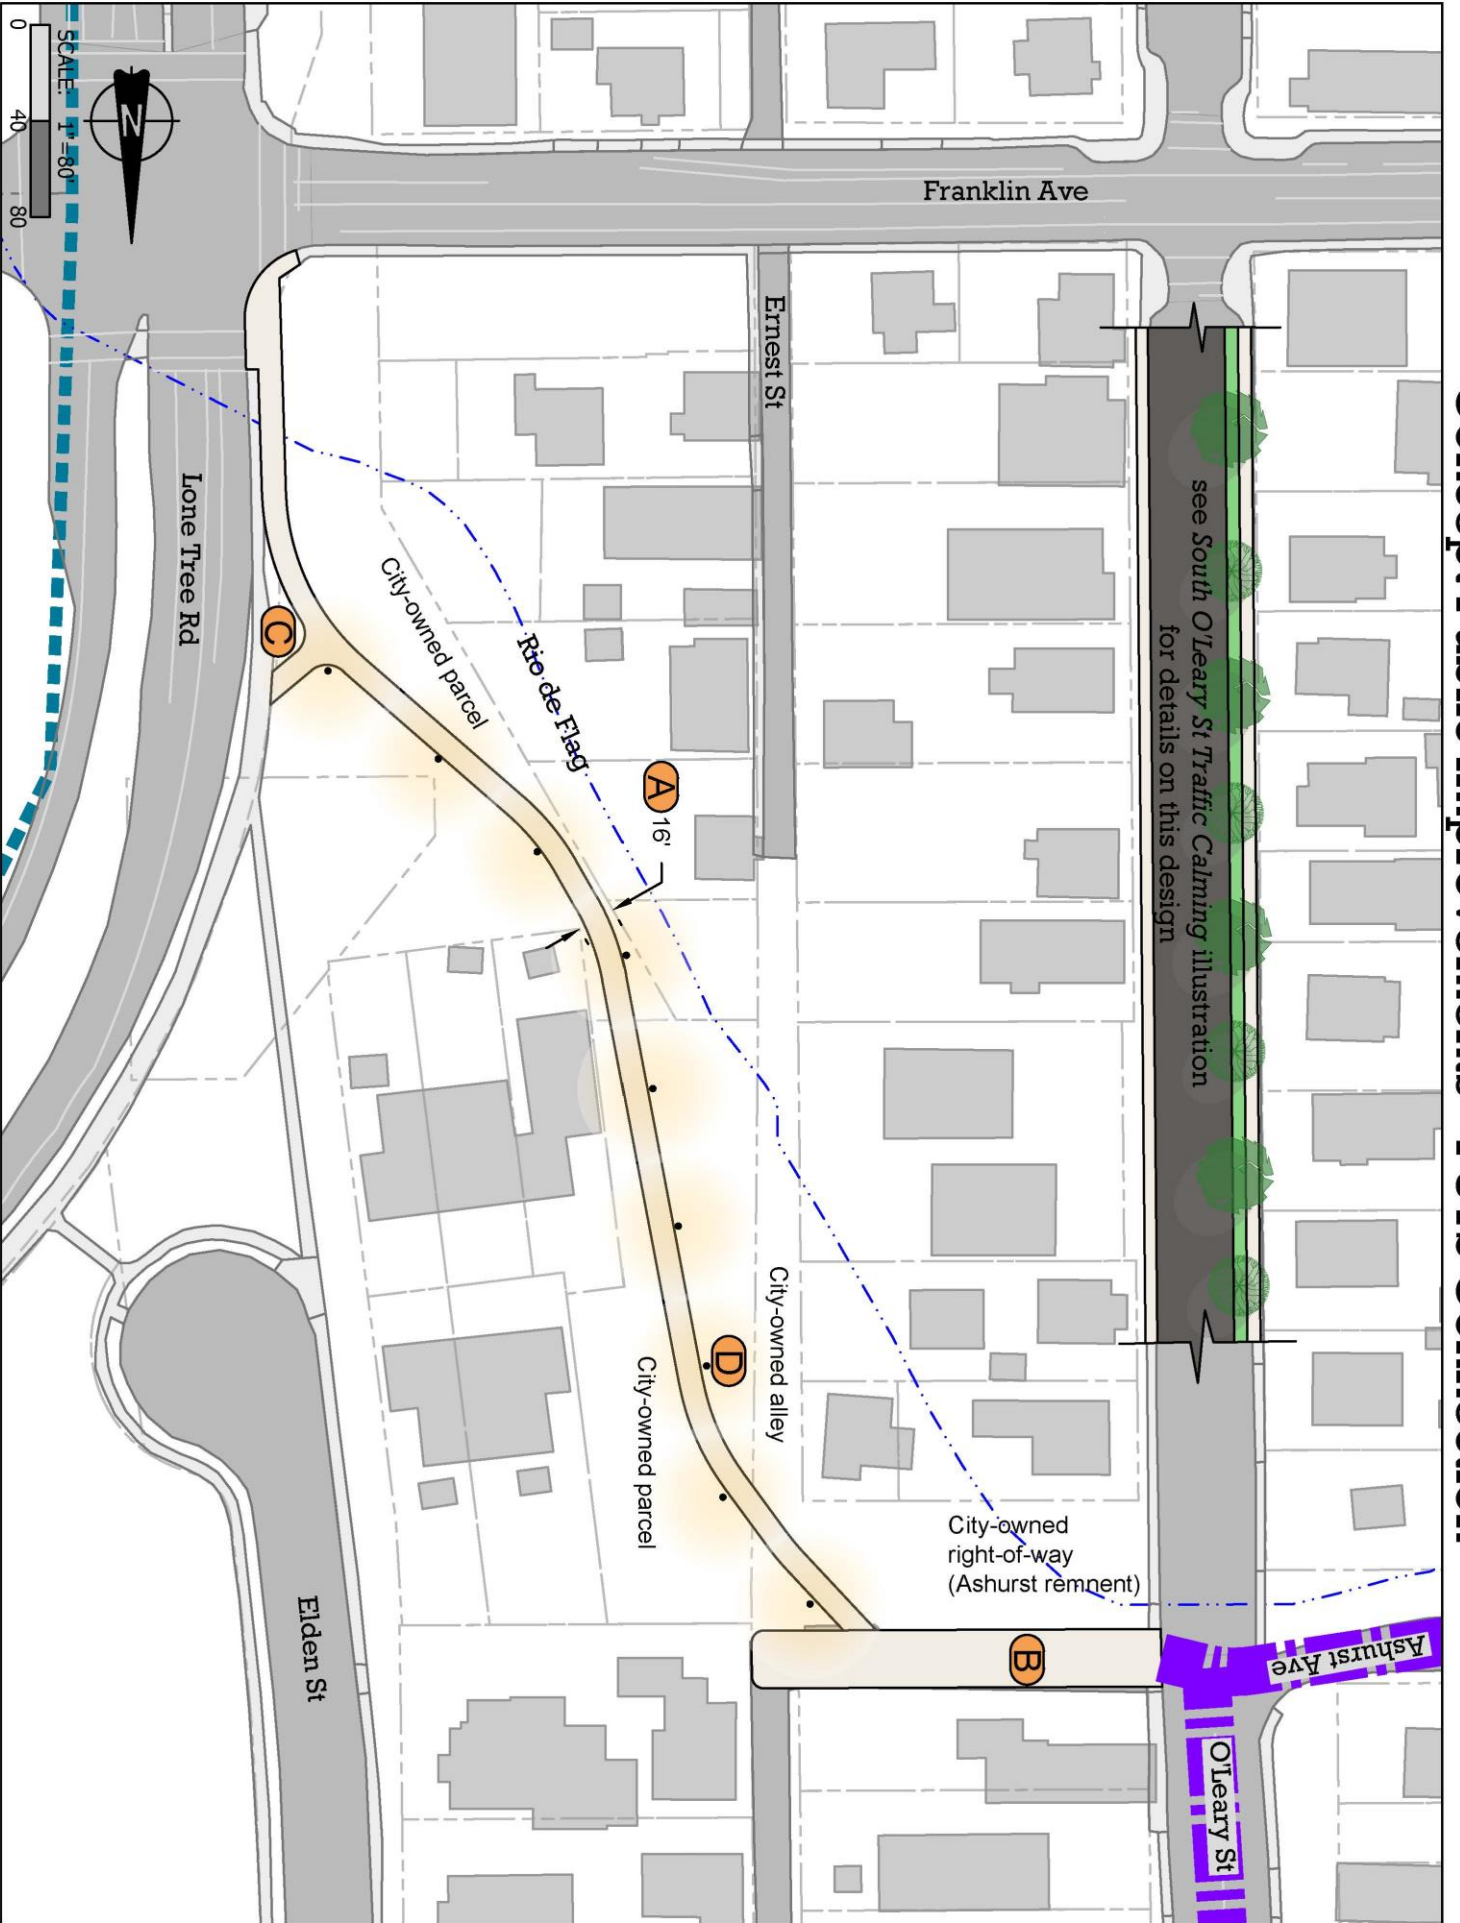 Franklin Ave
0
40
80
SCALE: 1"=80'
N
Ernest St
Lone Tree Rd
see South O'Leary St Traffic Calming illustration
for details on this design
City-owned parcel
Rio de Flag
C
A
16'
City-owned alley
D
City-owned parcel
City-owned
right-of-way
(Ashurst remnent)
B
Ashurst Ave
O'Leary St
Elden St